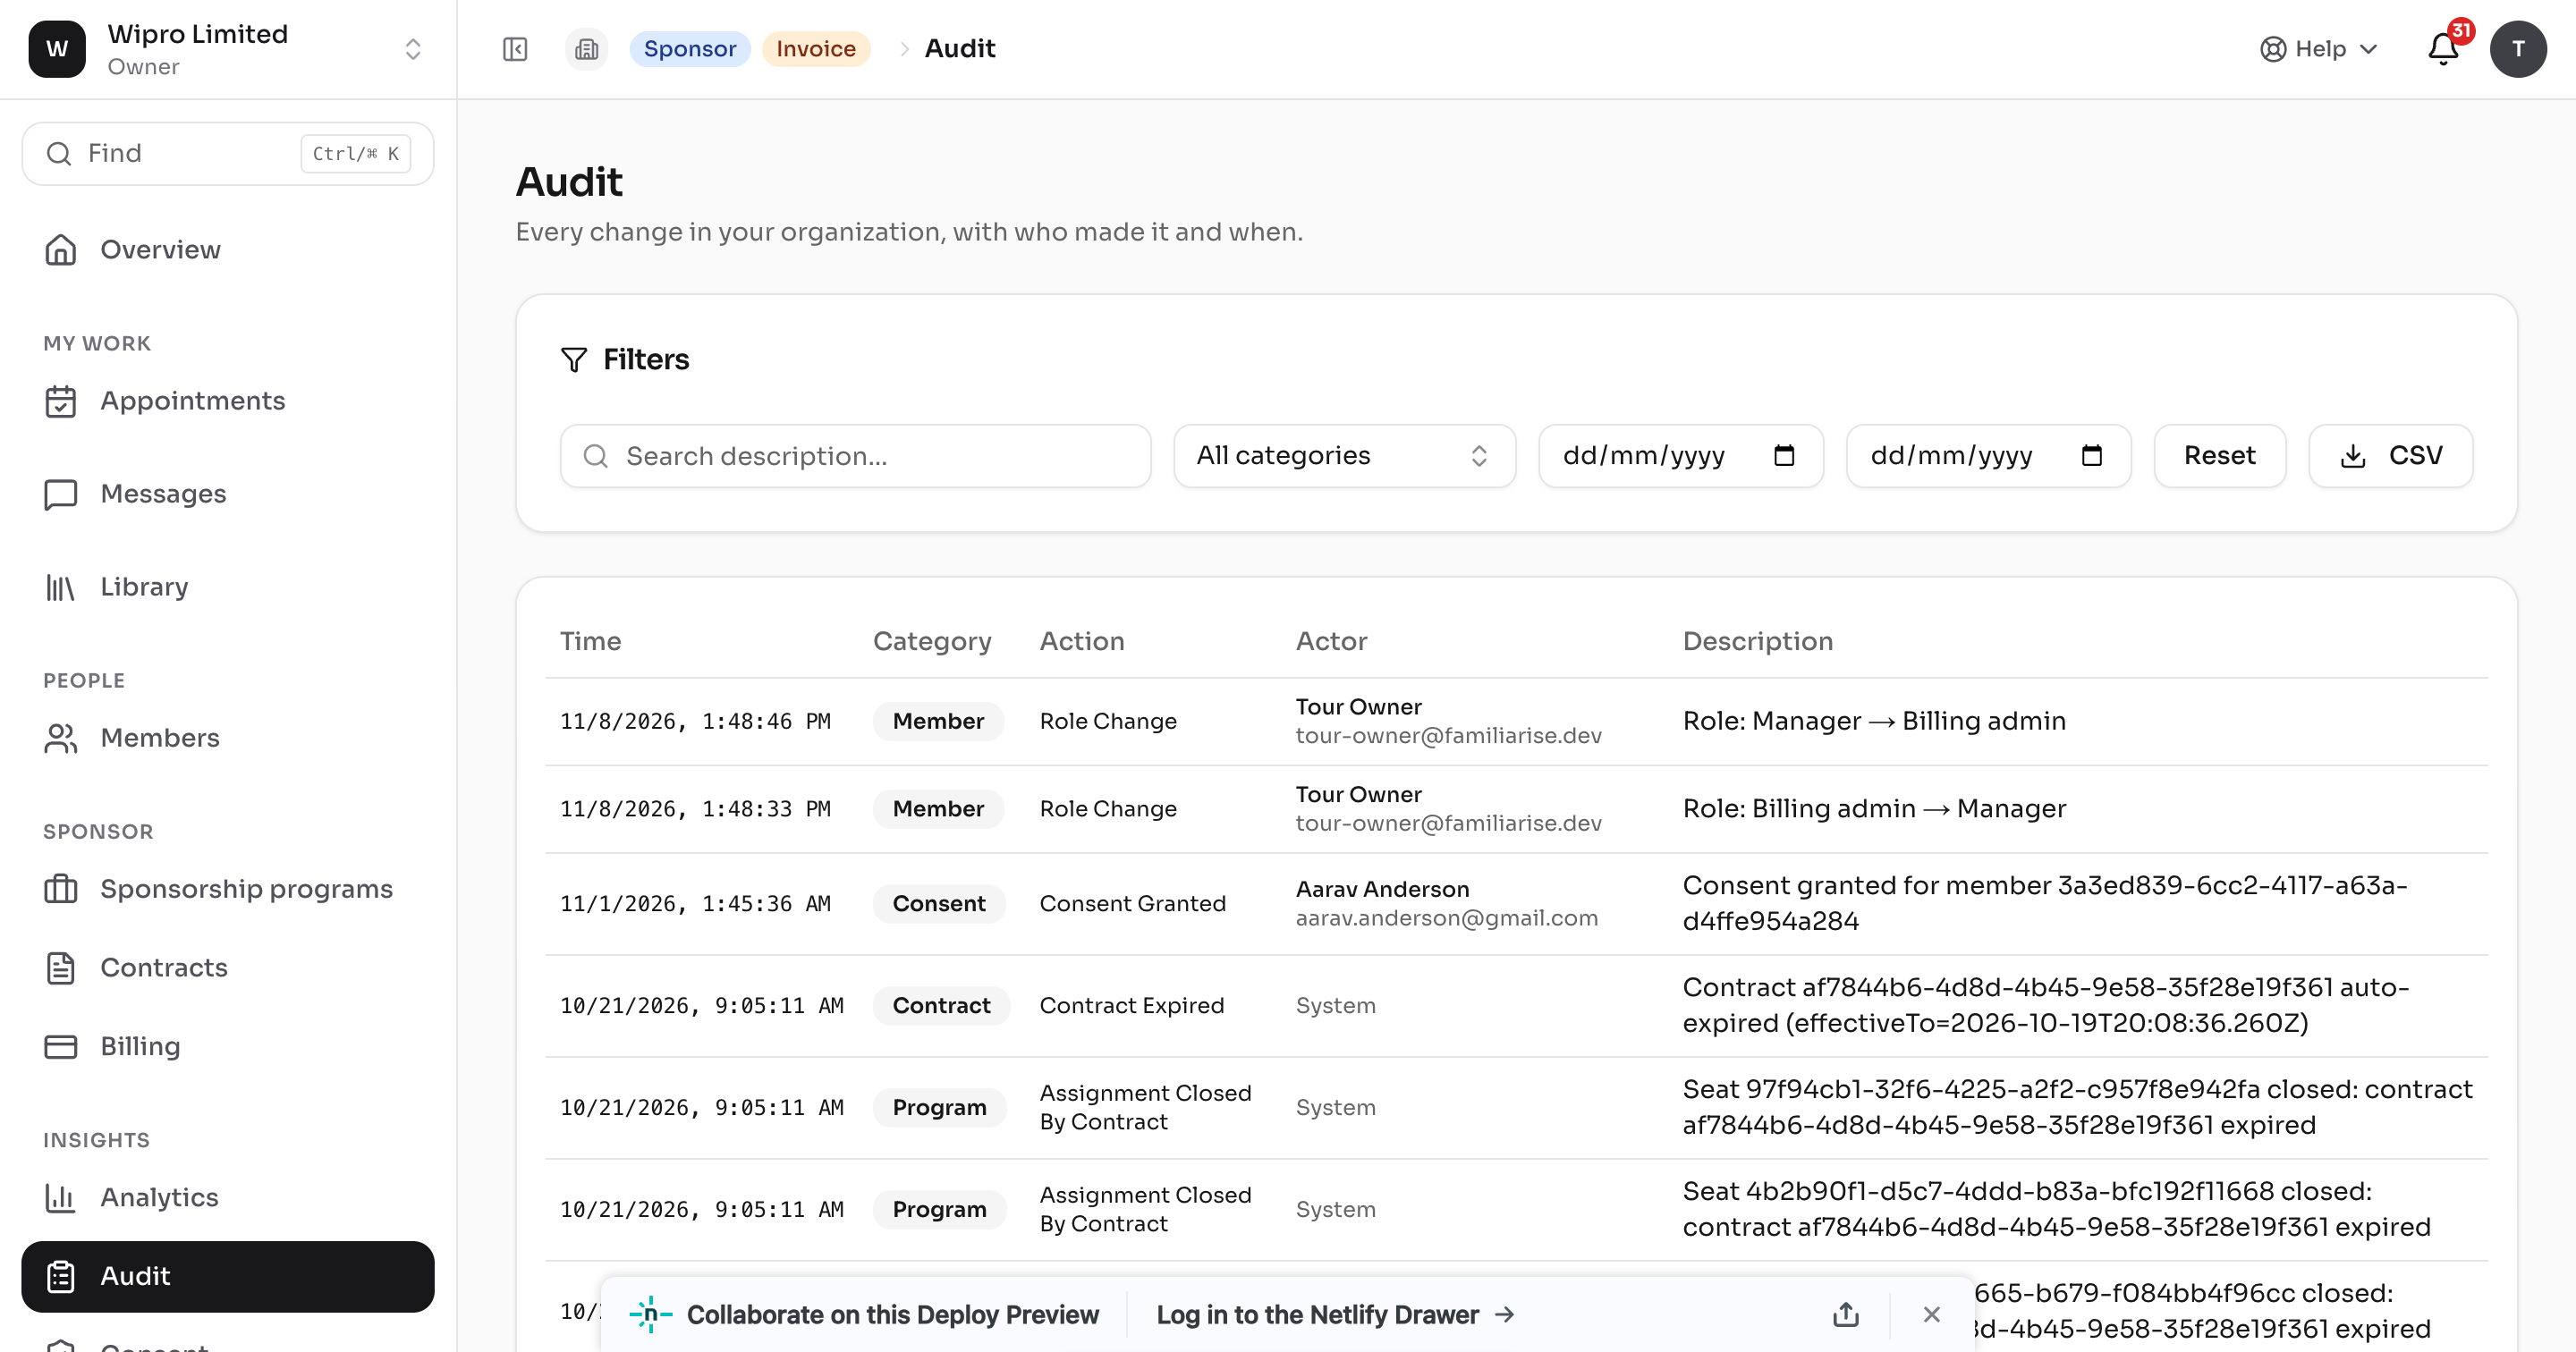 W
Wipro Limited
Owner
Sponsor
Invoice
Audit
Help
31
T
Find
Ctrl/⌘ K
Overview
MY WORK
Appointments
Messages
Library
PEOPLE
Members
SPONSOR
Sponsorship programs
Contracts
Billing
INSIGHTS
Analytics
Audit
Audit
Every change in your organization, with who made it and when.
Filters
Search description...
All categories
dd/mm/yyyy
dd/mm/yyyy
Reset
CSV
Time Category Action Actor Description
11/8/2026, 1:48:46 PM Member Role Change Tour Owner
tour-owner@familiarise.dev
Role: Manager → Billing admin
11/8/2026, 1:48:33 PM Member Role Change Tour Owner
tour-owner@familiarise.dev
Role: Billing admin → Manager
11/1/2026, 1:45:36 AM Consent Consent Granted Aarav Anderson
aarav.anderson@gmail.com
Consent granted for member 3a3ed839-6cc2-4117-a63a-
d4ffe954a284
10/21/2026, 9:05:11 AM Contract Contract Expired System
Contract af7844b6-4d8d-4b45-9e58-35f28e19f361 auto-
expired (effectiveTo=2026-10-19T20:08:36.260Z)
10/21/2026, 9:05:11 AM Program Assignment Closed
By Contract
System
Seat 97f94cb1-32f6-4225-a2f2-c957f8e942fa closed: contract
af7844b6-4d8d-4b45-9e58-35f28e19f361 expired
10/21/2026, 9:05:11 AM Program Assignment Closed
By Contract
System
Seat 4b2b90f1-d5c7-4ddd-b83a-bfc192f11668 closed:
contract af7844b6-4d8d-4b45-9e58-35f28e19f361 expired
10/
665-b679-f084bb4f96cc closed:
d-4b45-9e58-35f28e19f361 expired
Collaborate on this Deploy Preview
Log in to the Netlify Drawer →